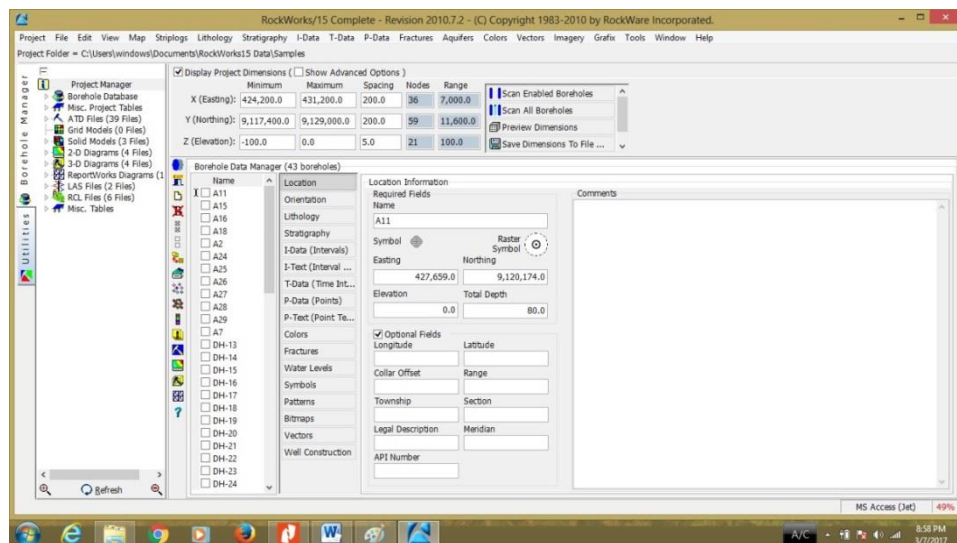 RockWorks/15 Complete - Revision 2010.7.2 - (C) Copyright 1983-2010 by RockWare Incorporated.
Project File Edit View Map Striplogs Lithology Stratigraphy I-Data T-Data P-Data Fractures Aquifers Colors Vectors Imagery Grafix Tools Window Help
Project Folder = C:\Users\windows\Documents\RockWorks15 Data\Samples
Borehole Manager
Utilities
Project Manager
Borehole Database
Misc. Project Tables
ATD Files (39 Files)
Grid Models (0 Files)
Solid Models (3 Files)
2-D Diagrams (4 Files)
3-D Diagrams (4 Files)
ReportWorks Diagrams (1
LAS Files (2 Files)
RCL Files (6 Files)
Misc. Tables
Refresh
Display Project Dimensions ( Show Advanced Options )
Minimum Maximum Spacing Nodes Range
X (Easting): 424,200.0 431,200.0 200.0 36 7,000.0
Y (Northing): 9,117,400.0 9,129,000.0 200.0 59 11,600.0
Z (Elevation): -100.0 0.0 5.0 21 100.0
Scan Enabled Boreholes
Scan All Boreholes
Preview Dimensions
Save Dimensions To File ...
Borehole Data Manager (43 boreholes)
Name
A11
A15
A16
A18
A2
A24
A25
A26
A27
A28
A29
A7
DH-13
DH-14
DH-15
DH-16
DH-17
DH-18
DH-19
DH-20
DH-21
DH-22
DH-23
DH-24
Location
Orientation
Lithology
Stratigraphy
I-Data (Intervals)
I-Text (Interval ...
T-Data (Time Int...
P-Data (Points)
P-Text (Point Te...
Colors
Fractures
Water Levels
Symbols
Patterns
Bitmaps
Vectors
Well Construction
Location Information
Required Fields
Name
A11
Symbol Raster Symbol
Easting Northing
427,659.0 9,120,174.0
Elevation Total Depth
0.0 80.0
Optional Fields
Longitude Latitude
Collar Offset Range
Township Section
Legal Description Meridian
API Number
Comments
MS Access (Jet) 49%
A/C
8:58 PM
3/7/2017